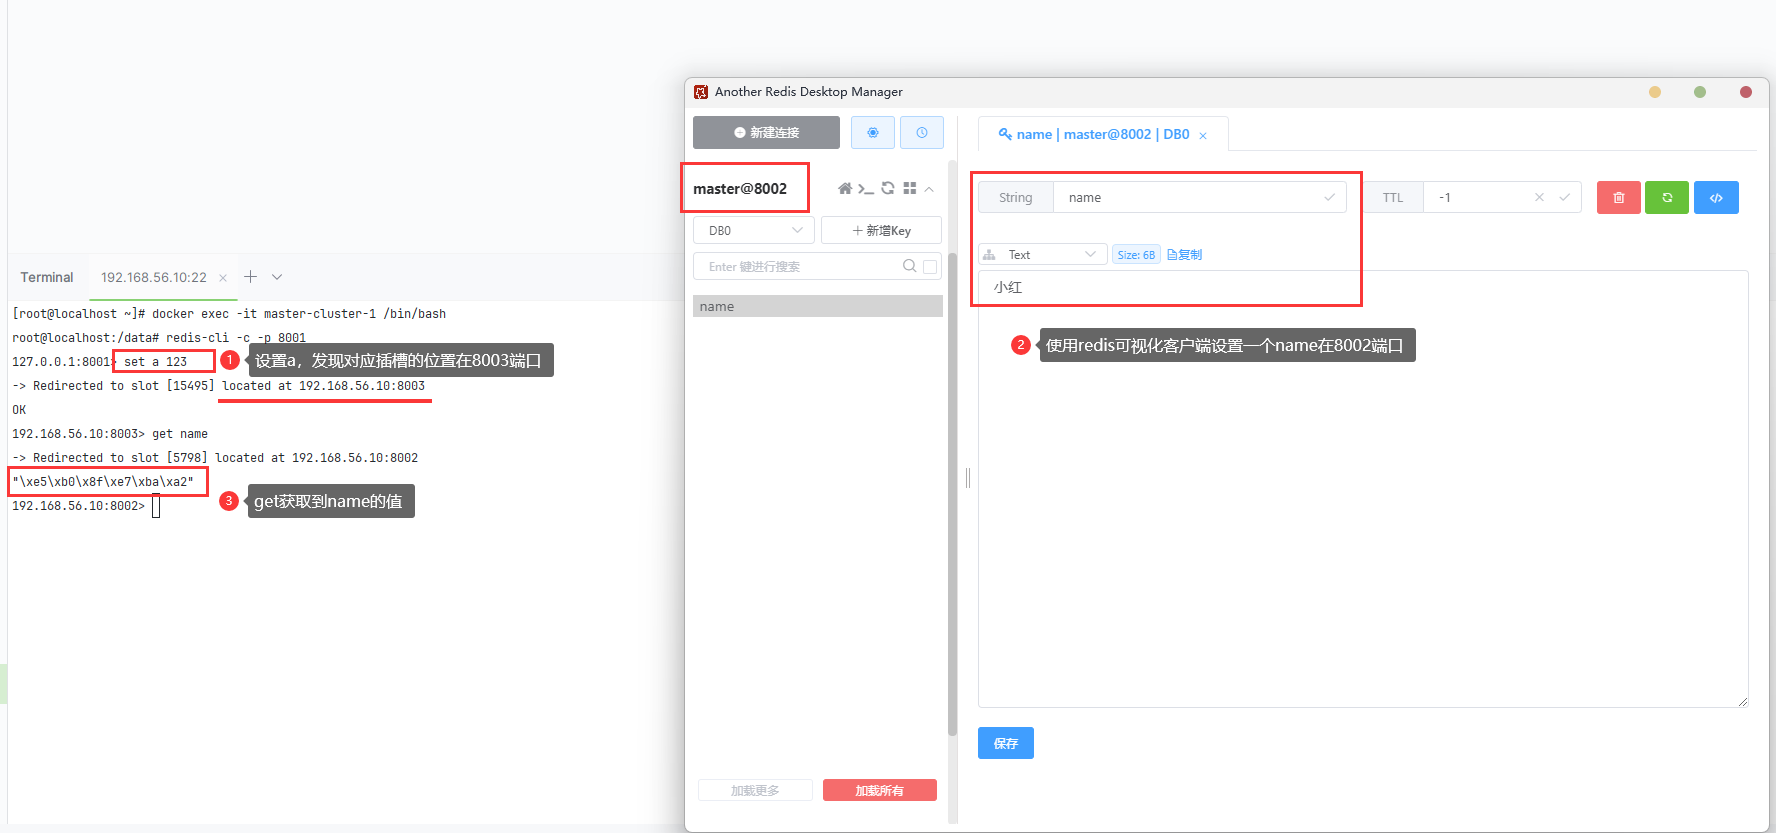 Terminal
192.168.56.10:22
[root@localhost ~]# docker exec -it master-cluster-1 /bin/bash
root@localhost:/data# redis-cli -c -p 8001
127.0.0.1:8001> set a 123
1 设置a，发现对应插槽的位置在8003端口
-> Redirected to slot [15495] located at 192.168.56.10:8003
OK
192.168.56.10:8003> get name
-> Redirected to slot [5798] located at 192.168.56.10:8002
"\xe5\xb0\x8f\xe7\xba\xa2"
3 get获取到name的值
192.168.56.10:8002>
Another Redis Desktop Manager
新建连接
master@8002
DB0
新增Key
Enter 键进行搜索
name
加载更多
加载所有
name | master@8002 | DB0
String
name
TTL
-1
Text
Size: 6B
复制
小红
2 使用redis可视化客户端设置一个name在8002端口
保存